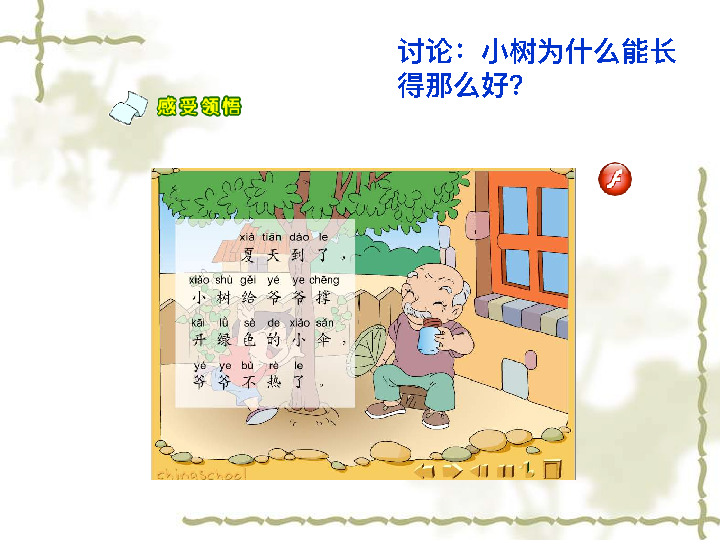 讨论：小树为什么能长
得那么好？
感受领悟
xià tiān dào le
夏天到了，
xiǎo shù gěi yé ye chēng
小树给爷爷撑
kāi lǜ sè de xiǎo sǎn
开绿色的小伞，
yé ye bù rè le
爷爷不热了。
chinaschool